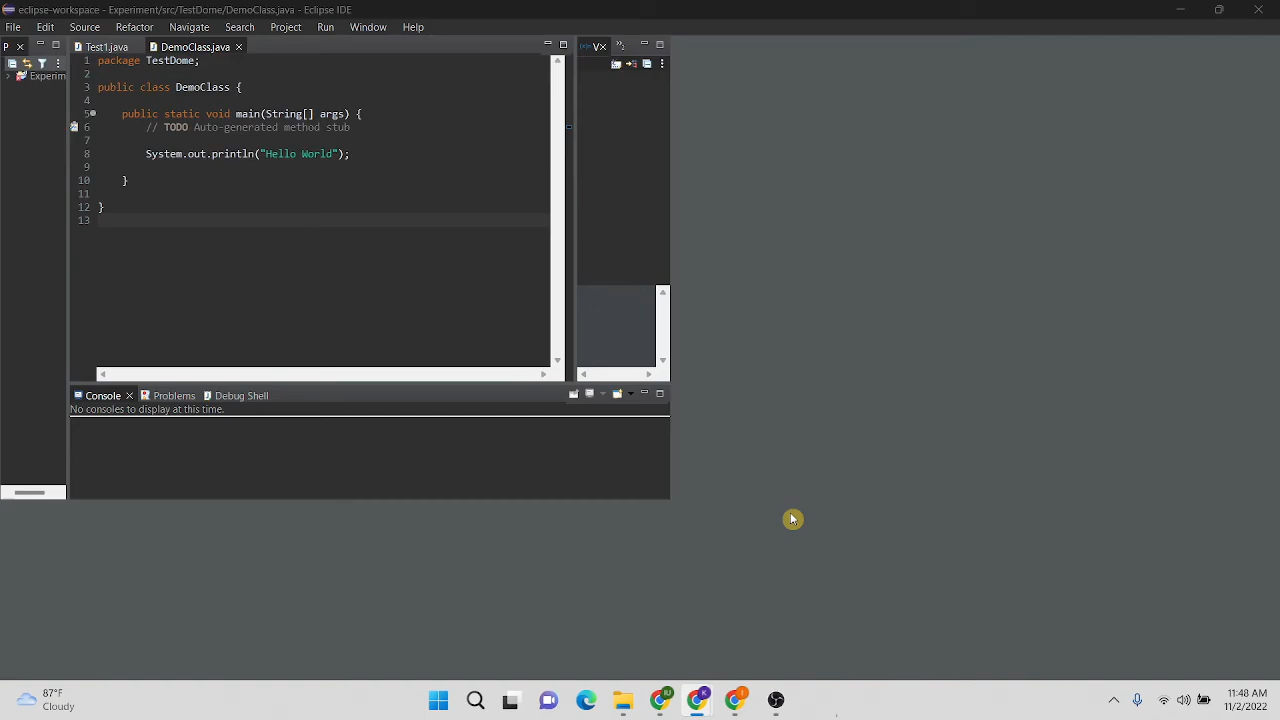 eclipse-workspace - Experiment/src/TestDome/DemoClass.java - Eclipse IDE
File Edit Source Refactor Navigate Search Project Run Window Help
P Test1.java DemoClass.java V
Experim
1 package TestDome;
2
3 public class DemoClass {
4
5 public static void main(String[] args) {
6 // TODO Auto-generated method stub
7
8 System.out.println("Hello World");
9
10 }
11
12 }
13
Console Problems Debug Shell
No consoles to display at this time.
87°F
Cloudy
IU K I
11:48 AM
11/2/2022